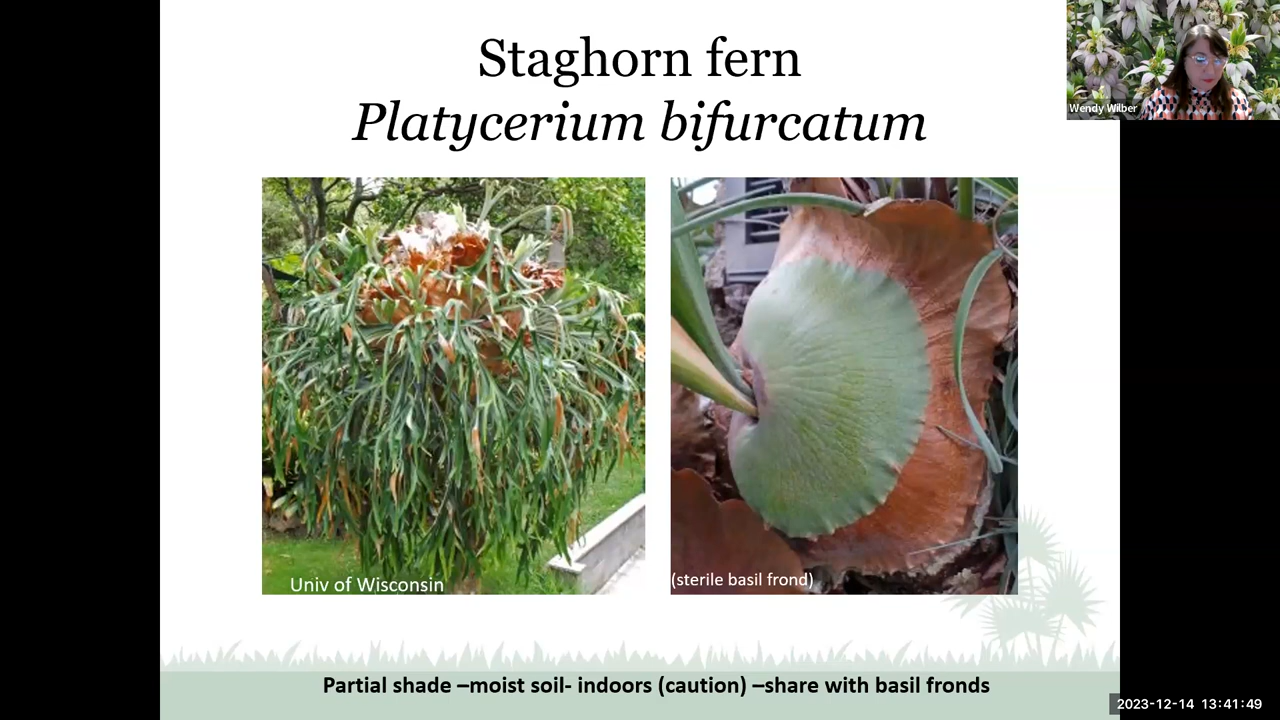 Staghorn fern
Platycerium bifurcatum
Wendy Wilber
Univ of Wisconsin
(sterile basil frond)
Partial shade –moist soil- indoors (caution) –share with basil fronds
2023-12-14 13:41:49